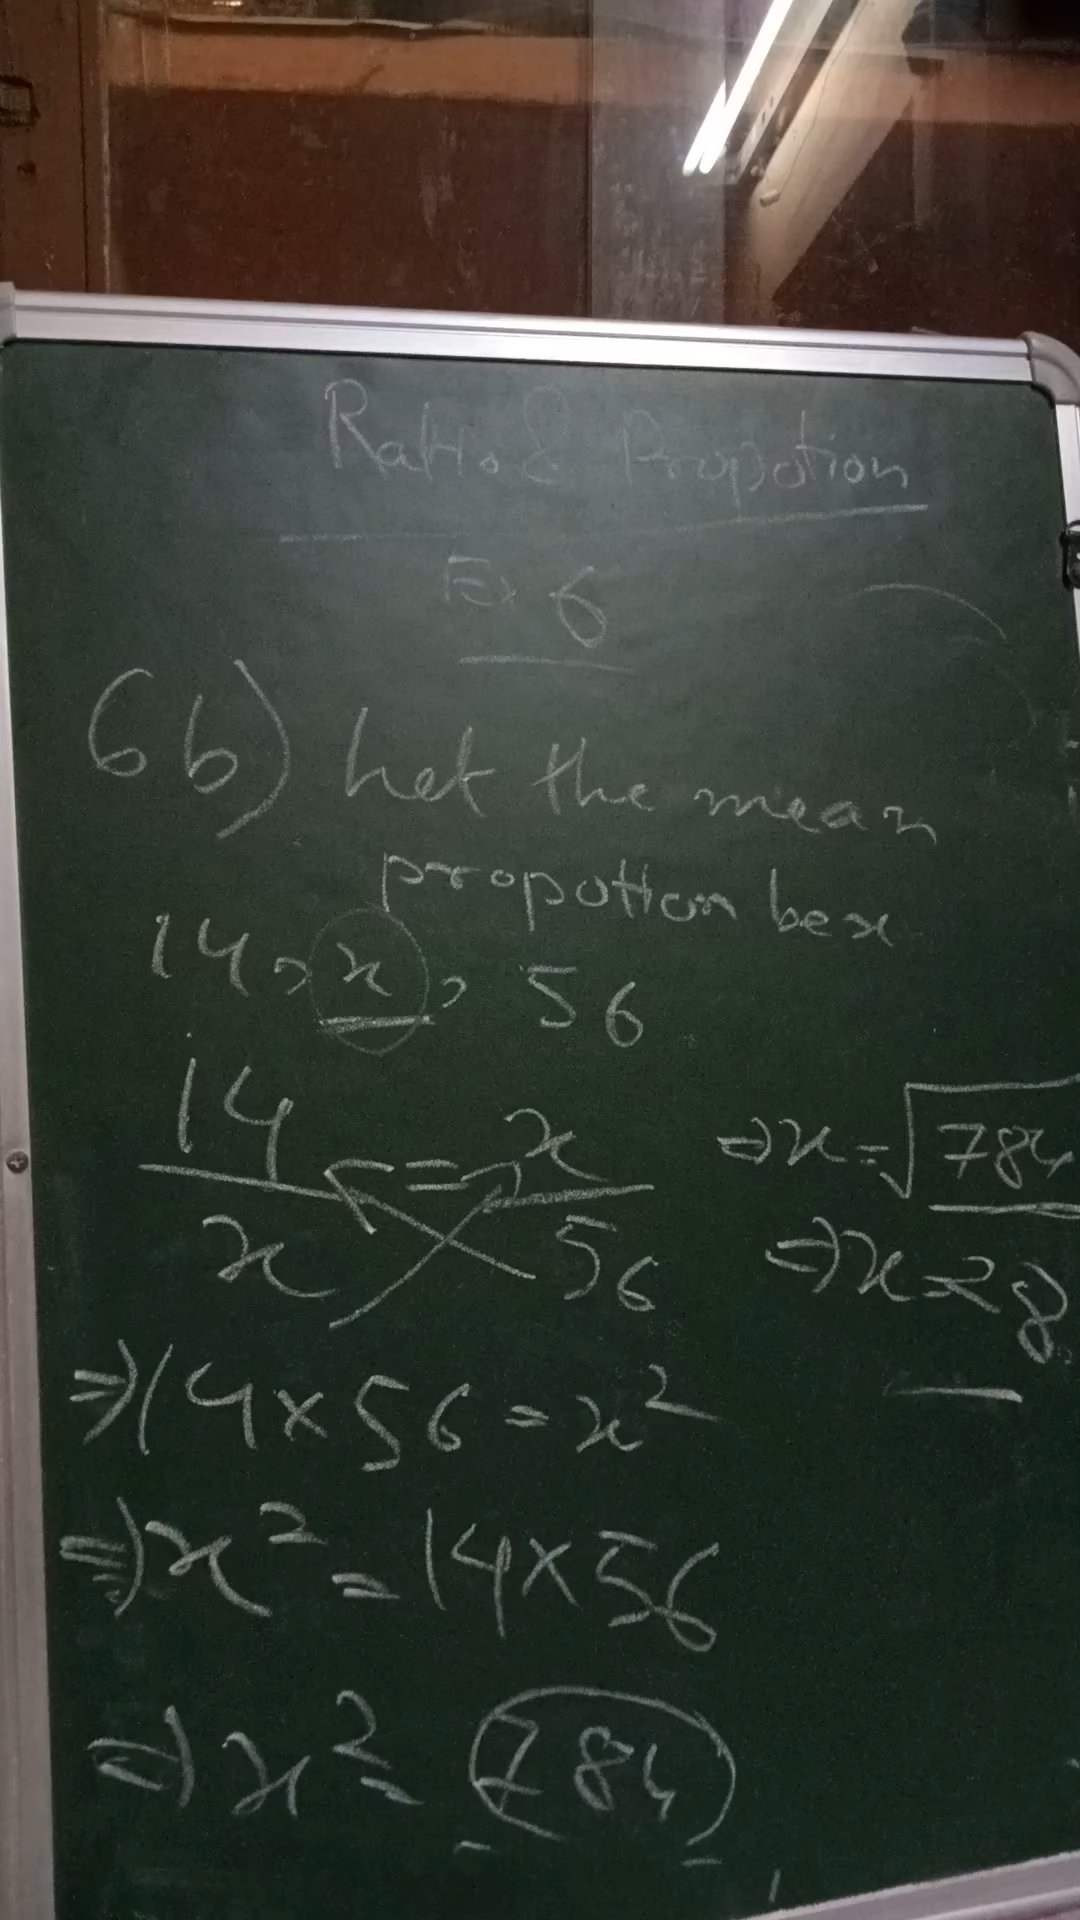 Ratio & Propotion
Ex 6
6b) Let the mean
propotion be x
14, x, 56
14/x = x/56
⇒ 14 × 56 = x²
⇒ x² = 14 × 56
⇒ x² = 784
⇒ x = √784
⇒ x = 28